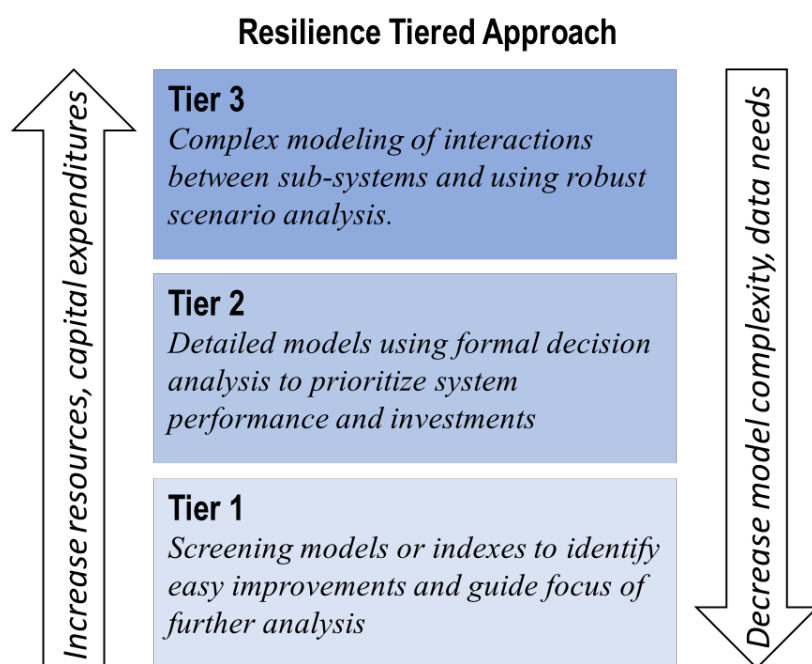 Resilience Tiered Approach
Increase resources, capital expenditures
Tier 3
Complex modeling of interactions
between sub-systems and using robust
scenario analysis.
Tier 2
Detailed models using formal decision
analysis to prioritize system
performance and investments
Tier 1
Screening models or indexes to identify
easy improvements and guide focus of
further analysis
Decrease model complexity, data needs